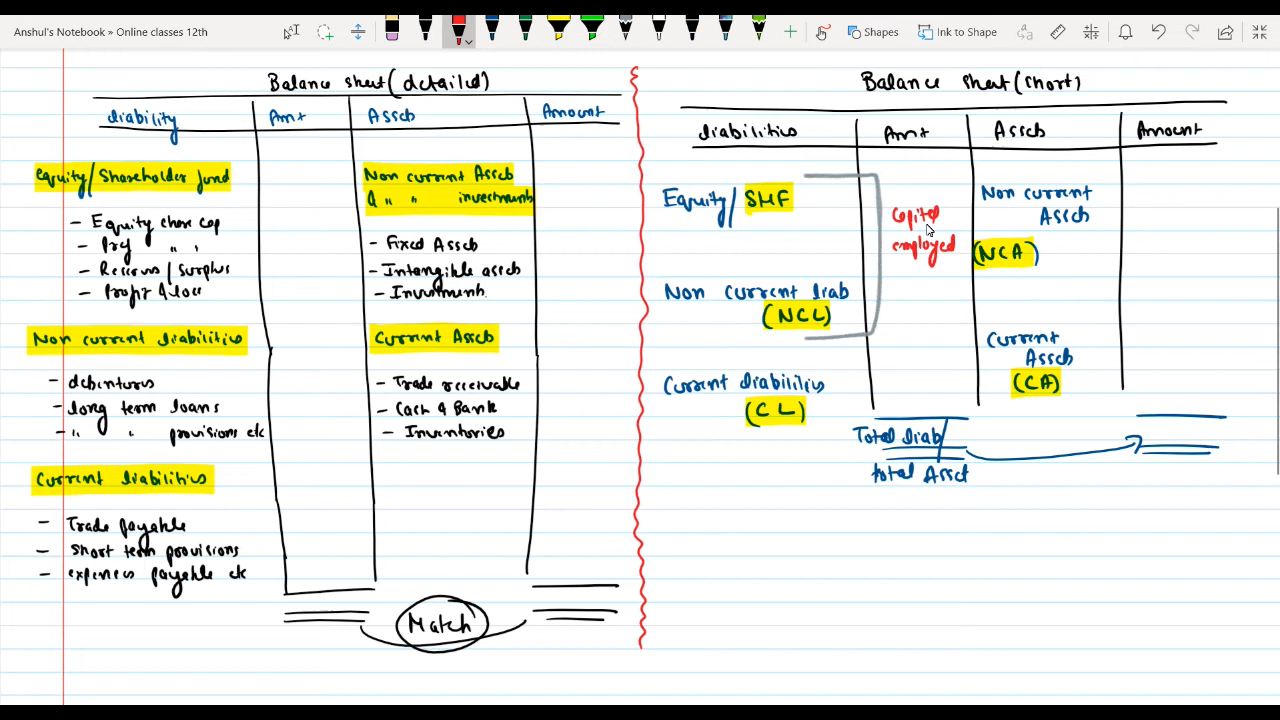 Anshul's Notebook » Online classes 12th
Shapes
Ink to Shape
Balance sheet (detailed)
liability
Amt
Assets
Amount
Equity/Shareholder fund
- Equity share cap
- Prf " "
- Reserves/Surplus
- Profit & loss
Non current liabilities
- debentures
- long term loans
- " " provisions etc
Current liabilities
- Trade payable
- short term provisions
- expenses payable etc
Non current Assets
& " " investments
- Fixed Assets
- Intangible assets
- Investments
Current Assets
- Trade receivable
- Cash & Bank
- Inventories
Match
Balance sheet (short)
liabilities
Amt
Assets
Amount
Equity/ SHF
Non current liab
(NCL)
Current liabilities
(CL)
Capital
employed
Non current
Assets
(NCA)
Current
Assets
(CA)
Total liab/
total Asset